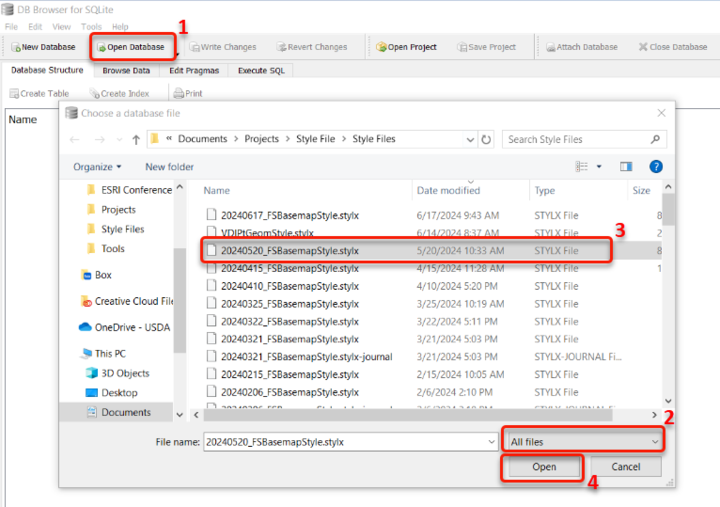 DB Browser for SQLite
File Edit View Tools Help
1
New Database Open Database Write Changes Revert Changes Open Project Save Project Attach Database Close Database
Database Structure Browse Data Edit Pragmas Execute SQL
Create Table Create Index Print
Name
Choose a database file
« Documents > Projects > Style File > Style Files
Search Style Files
Organize New folder
Name Date modified Type Size
ESRI Conference
Projects
Style Files
Tools
Box
Creative Cloud File
OneDrive - USDA
This PC
3D Objects
Desktop
Documents
20240617_FSBasemapStyle.stylx 6/17/2024 9:43 AM STYLX File 8
VDIPtGeomStyle.stylx 6/14/2024 8:37 AM STYLX File 2
3
20240520_FSBasemapStyle.stylx 5/20/2024 10:33 AM STYLX File 8
20240415_FSBasemapStyle.stylx 4/15/2024 11:28 AM STYLX File 1
20240410_FSBasemapStyle.stylx 4/10/2024 5:20 PM STYLX File
20240325_FSBasemapStyle.stylx 3/25/2024 10:19 AM STYLX File
20240322_FSBasemapStyle.stylx 3/22/2024 5:11 PM STYLX File
20240321_FSBasemapStyle.stylx 3/21/2024 5:03 PM STYLX File
20240321_FSBasemapStyle.stylx-journal 3/21/2024 5:03 PM STYLX-JOURNAL Fi...
20240215_FSBasemapStyle.stylx 2/15/2024 10:05 AM STYLX File
20240206_FSBasemapStyle.stylx 2/6/2024 2:10 PM STYLX File
2
File name: 20240520_FSBasemapStyle.stylx All files
Open Cancel
4